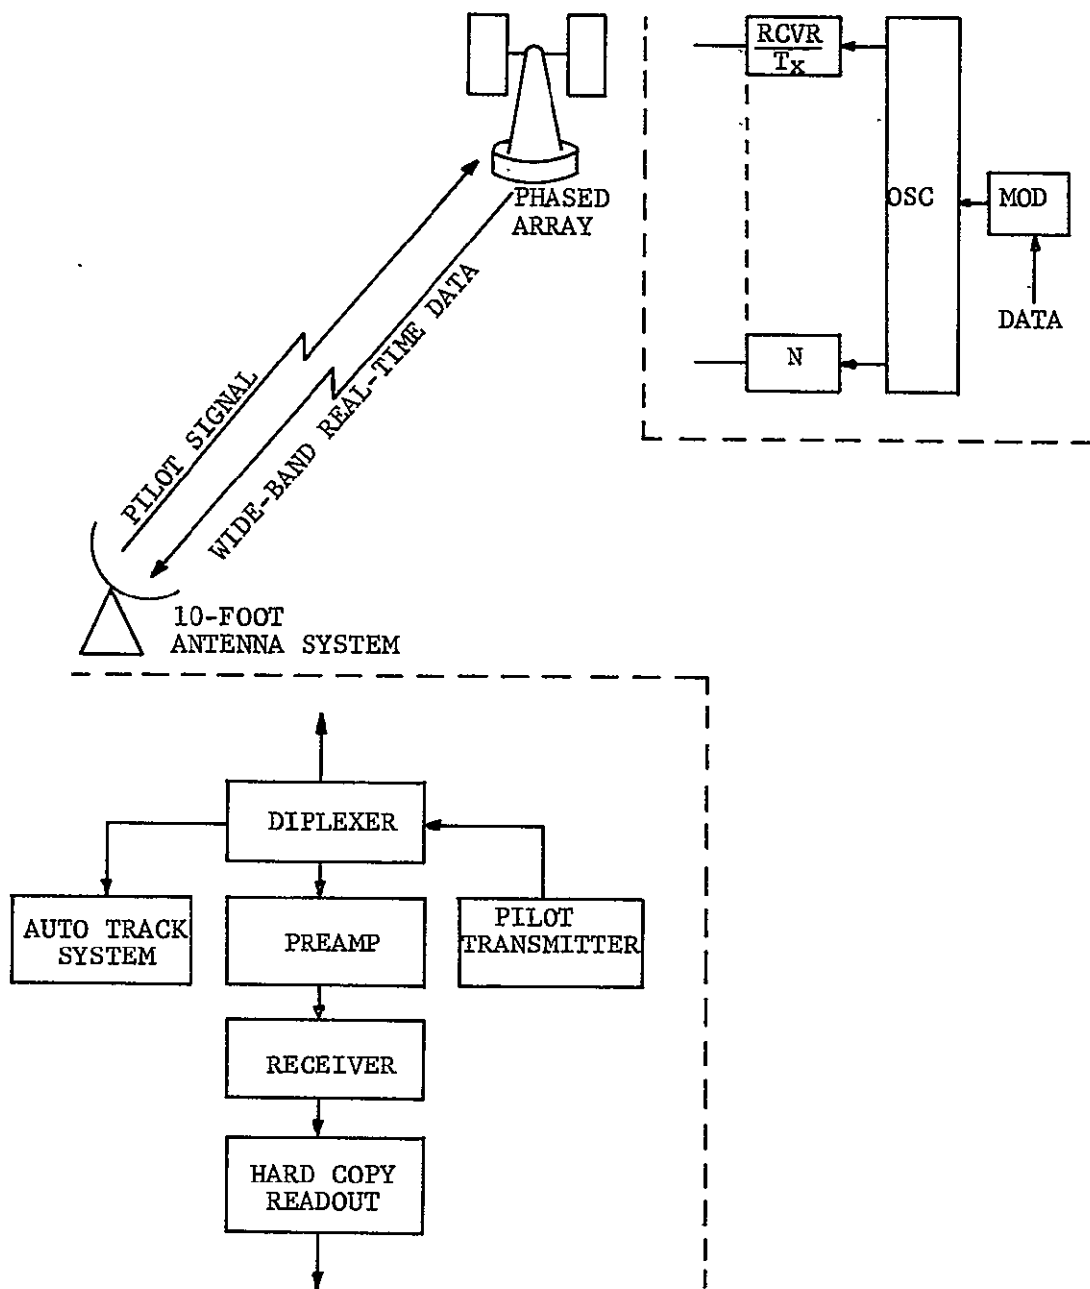 RCVR
Tx
PHASED
ARRAY
OSC
MOD
DATA
N
PILOT SIGNAL
WIDE-BAND REAL-TIME DATA
10-FOOT
ANTENNA SYSTEM
DIPLEXER
AUTO TRACK
SYSTEM
PREAMP
PILOT
TRANSMITTER
RECEIVER
HARD COPY
READOUT